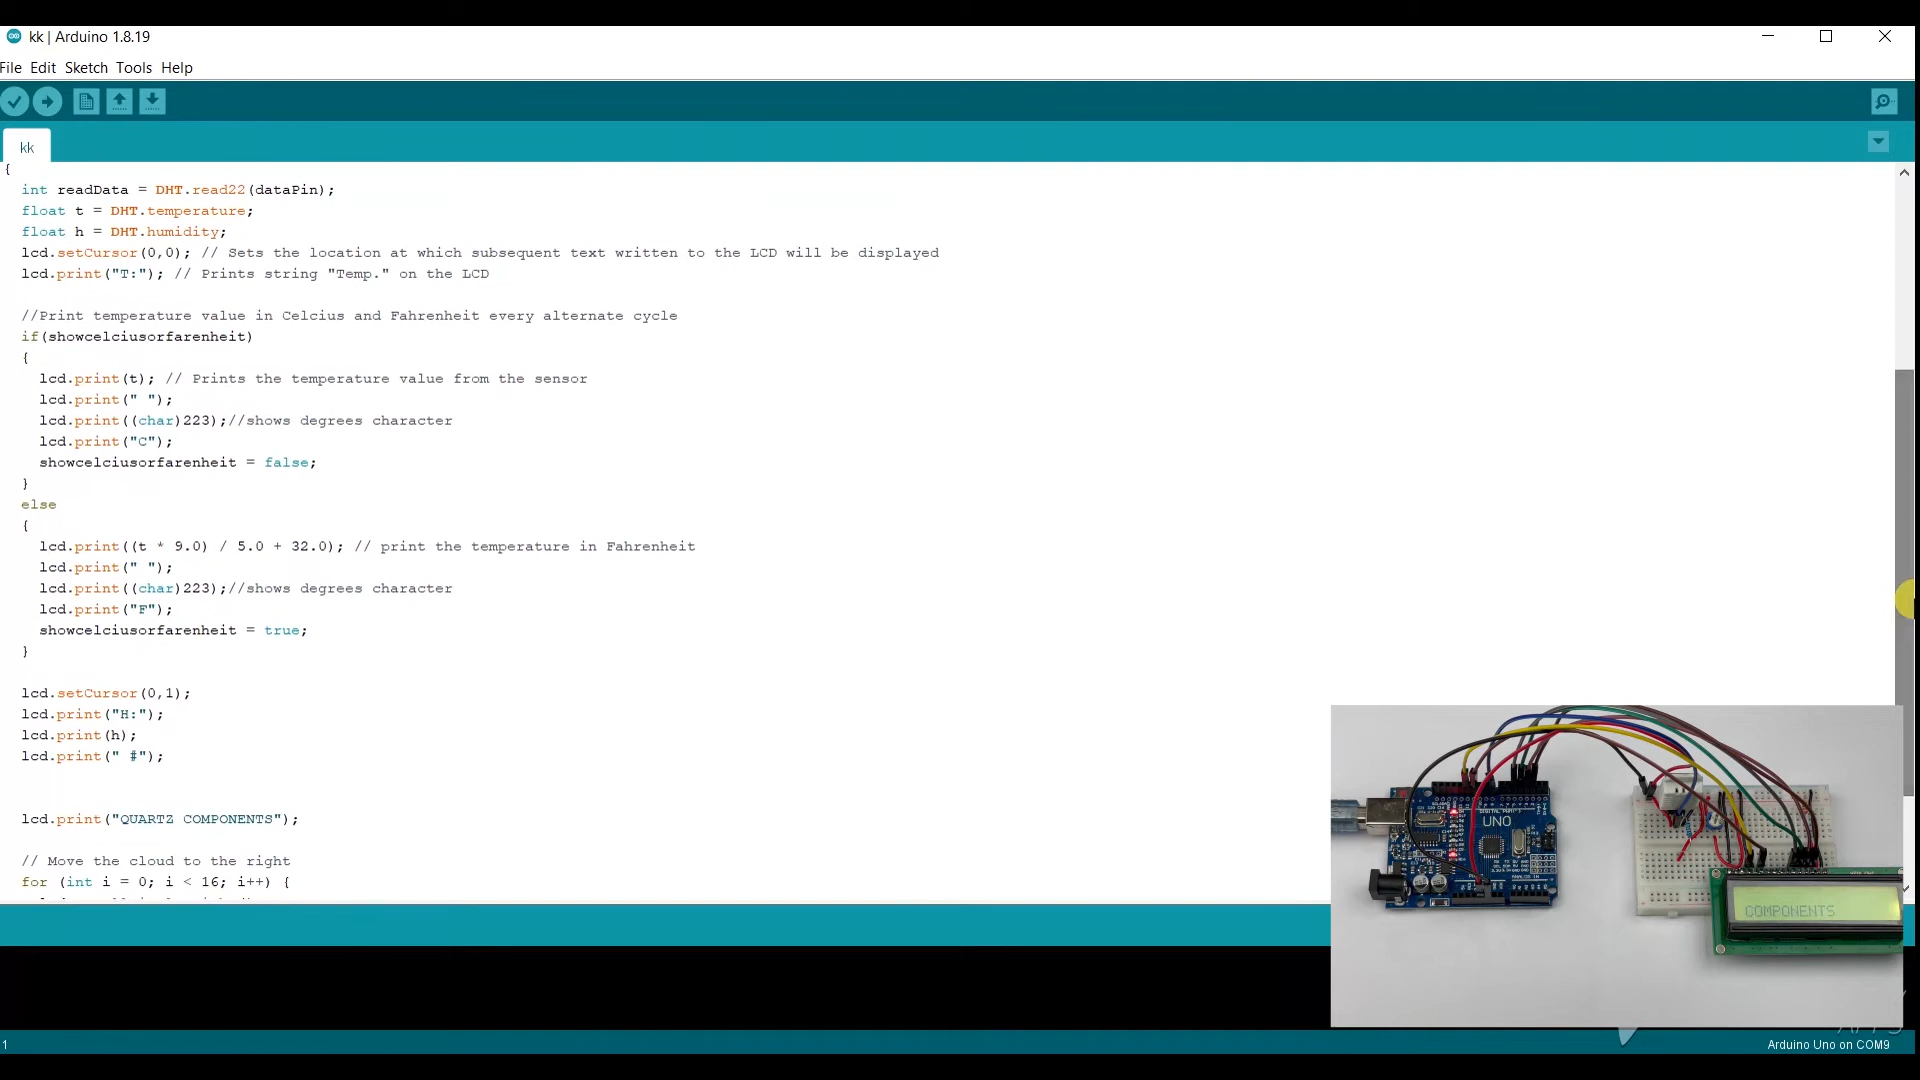 kk | Arduino 1.8.19
File Edit Sketch Tools Help
kk
{
int readData = DHT.read22(dataPin);
float t = DHT.temperature;
float h = DHT.humidity;
lcd.setCursor(0,0); // Sets the location at which subsequent text written to the LCD will be displayed
lcd.print("T:"); // Prints string "Temp." on the LCD
//Print temperature value in Celcius and Fahrenheit every alternate cycle
if(showcelciusorfarenheit)
{
lcd.print(t); // Prints the temperature value from the sensor
lcd.print(" ");
lcd.print((char)223);//shows degrees character
lcd.print("C");
showcelciusorfarenheit = false;
}
else
{
lcd.print((t * 9.0) / 5.0 + 32.0); // print the temperature in Fahrenheit
lcd.print(" ");
lcd.print((char)223);//shows degrees character
lcd.print("F");
showcelciusorfarenheit = true;
}
lcd.setCursor(0,1);
lcd.print("H:");
lcd.print(h);
lcd.print(" #");
lcd.print("QUARTZ COMPONENTS");
// Move the cloud to the right
for (int i = 0; i < 16; i++) {
UNO
COMPONENTS
1
Arduino Uno on COM9